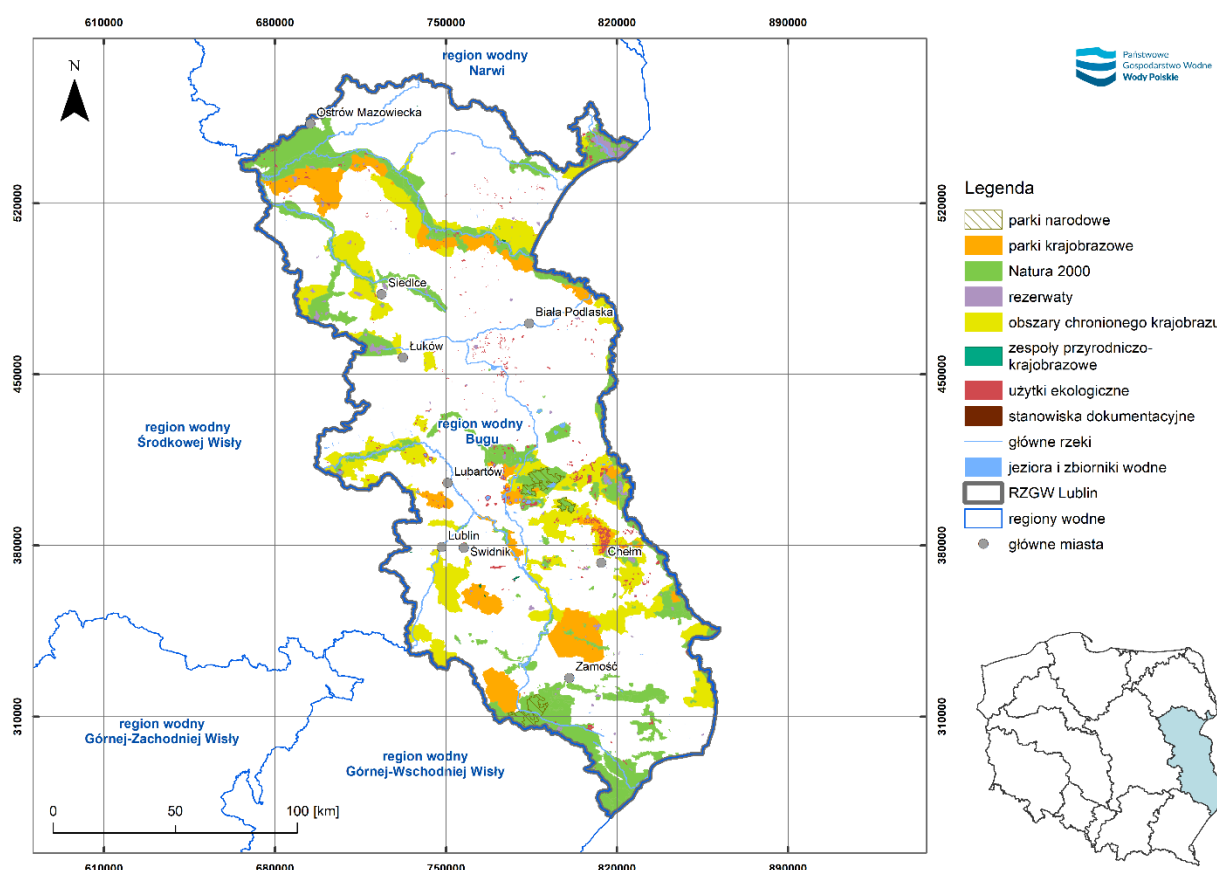 610000 680000 750000 820000 890000
region wodny
Narwi
N
Państwowe
Gospodarstwo Wodne
Wody Polskie
Ostrów Mazowiecka
520000
520000
Siedlce
Biała Podlaska
Łuków
450000
450000
region wodny
Środkowej Wisły
region wodny
Bugu
Lubartów
380000
380000
Lublin
Świdnik
Chełm
Zamość
310000
310000
region wodny
Górnej-Zachodniej Wisły
region wodny
Górnej-Wschodniej Wisły
0 50 100 [km]
610000 680000 750000 820000 890000
Legenda
parki narodowe
parki krajobrazowe
Natura 2000
rezerwaty
obszary chronionego krajobrazu
zespoły przyrodniczo-
krajobrazowe
użytki ekologiczne
stanowiska dokumentacyjne
główne rzeki
jeziora i zbiorniki wodne
RZGW Lublin
regiony wodne
główne miasta